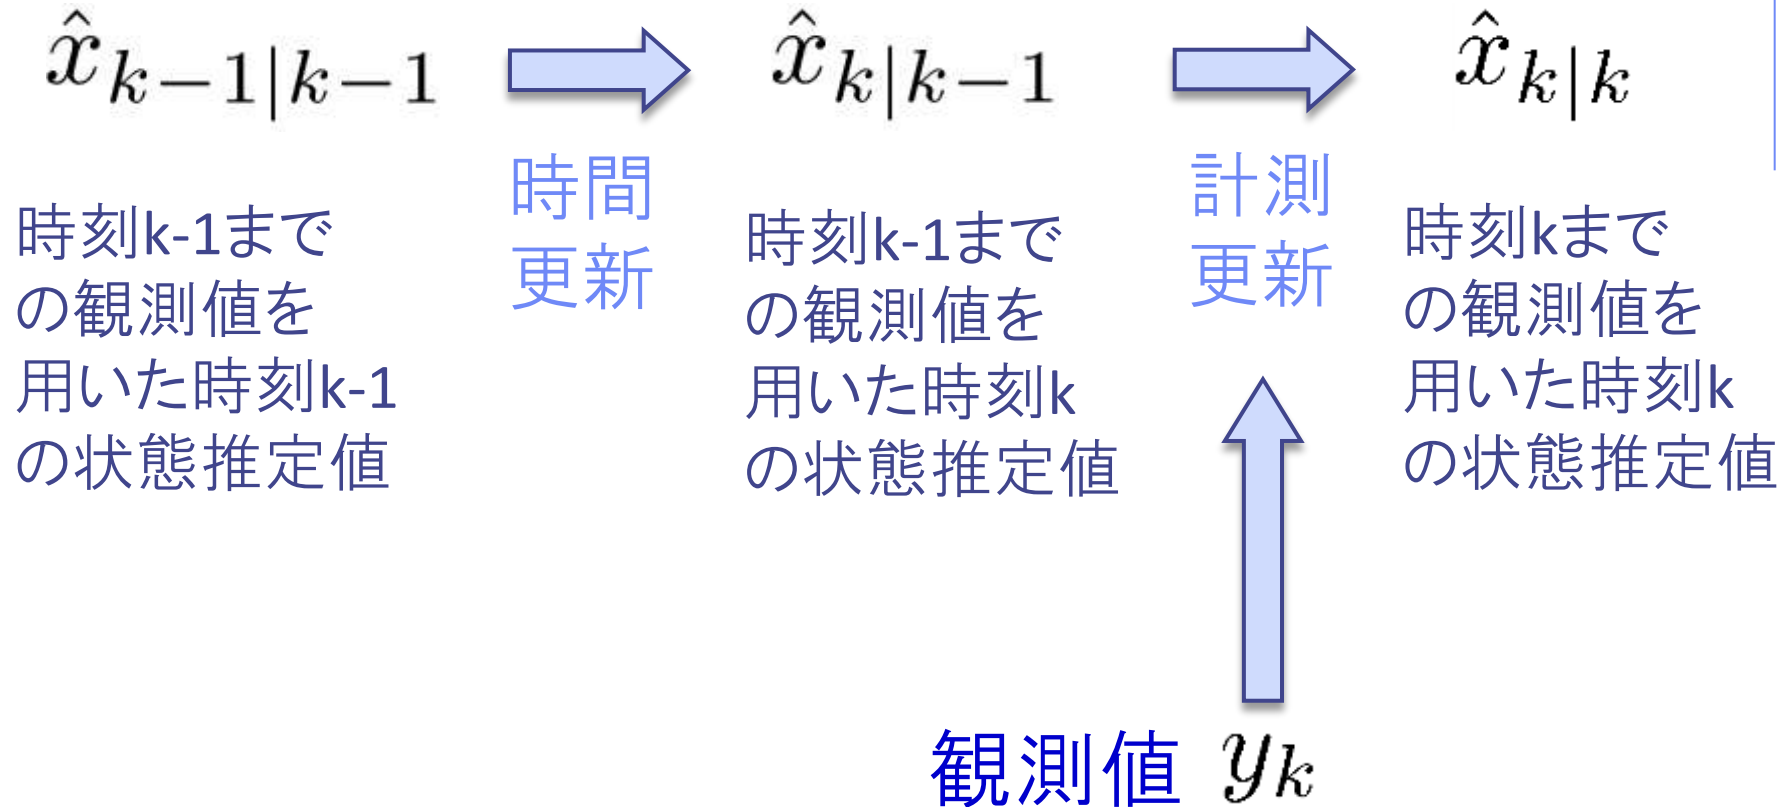 x̂ₖ₋₁|ₖ₋₁
時刻k-1まで
の観測値を
用いた時刻k-1
の状態推定値
時間
更新
x̂ₖ|ₖ₋₁
時刻k-1まで
の観測値を
用いた時刻k
の状態推定値
計測
更新
x̂ₖ|ₖ
時刻kまで
の観測値を
用いた時刻k
の状態推定値
観測値 yₖ